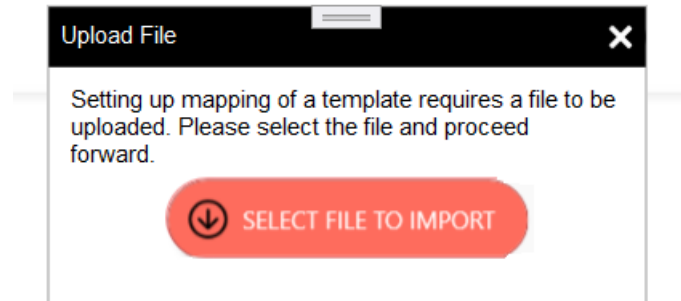 Upload File
Setting up mapping of a template requires a file to be
uploaded. Please select the file and proceed
forward.
SELECT FILE TO IMPORT